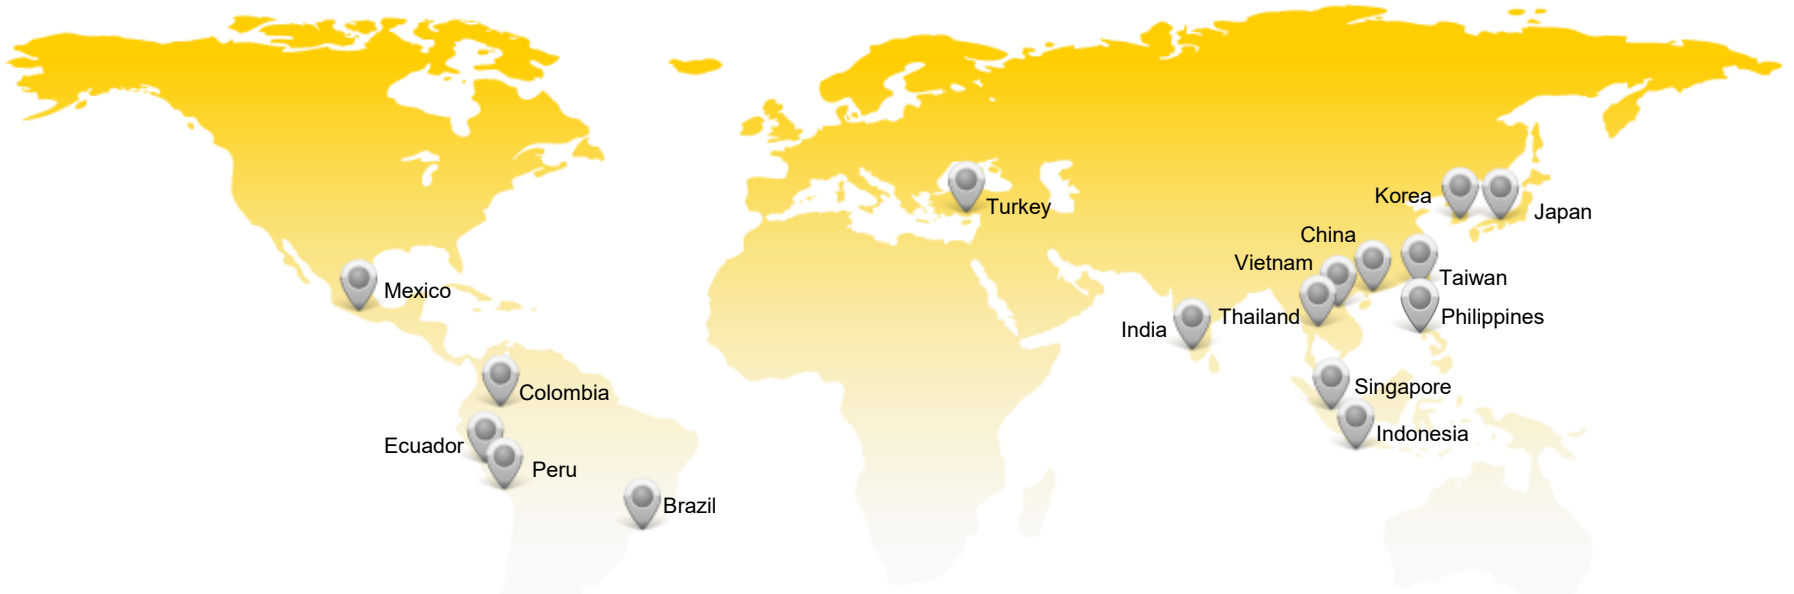 Korea
Japan
Turkey
China
Vietnam
Taiwan
Mexico
Thailand
Philippines
India
Colombia
Singapore
Indonesia
Ecuador
Peru
Brazil